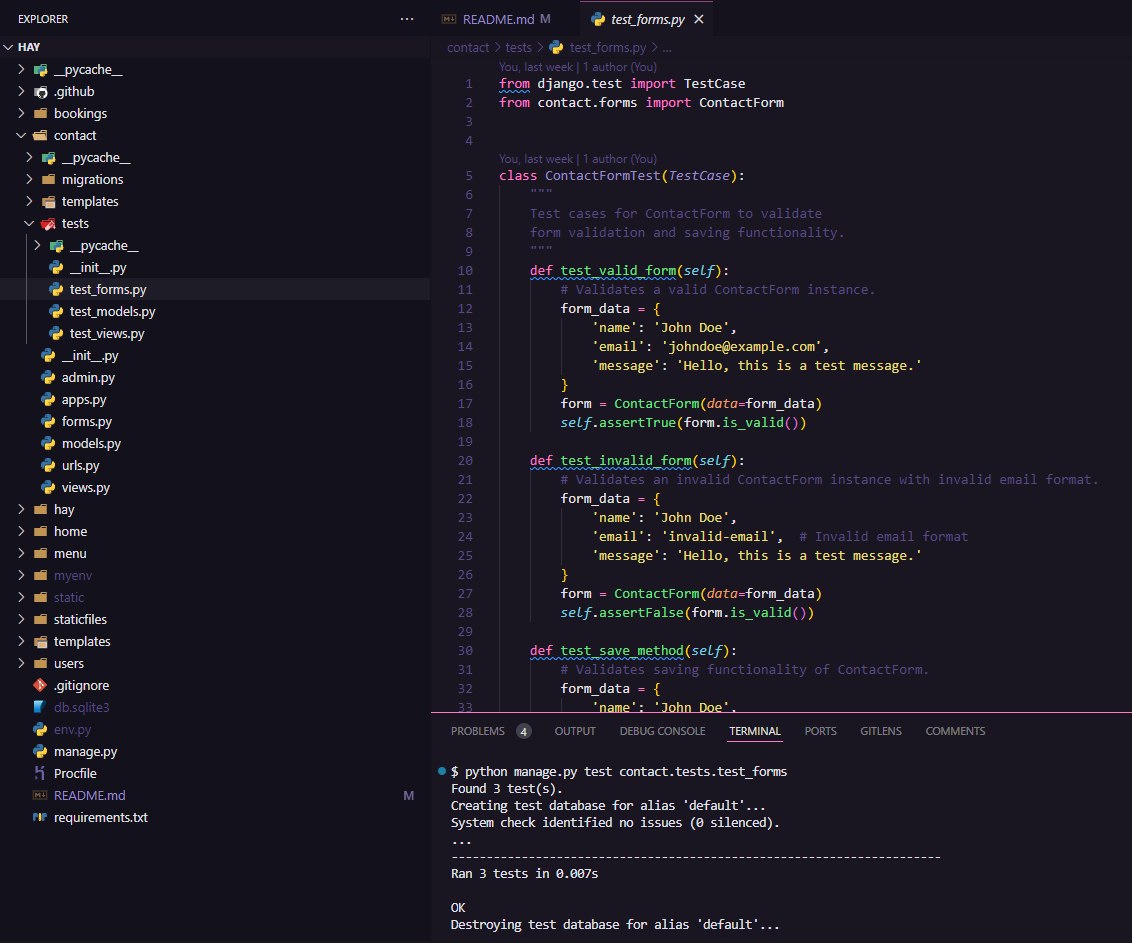 EXPLORER
...
HAY
__pycache__
.github
bookings
contact
__pycache__
migrations
templates
tests
__pycache__
__init__.py
test_forms.py
test_models.py
test_views.py
__init__.py
admin.py
apps.py
forms.py
models.py
urls.py
views.py
hay
home
menu
myenv
static
staticfiles
templates
users
.gitignore
db.sqlite3
env.py
manage.py
Procfile
README.md M
requirements.txt
README.md M
test_forms.py
contact > tests > test_forms.py > ...
You, last week | 1 author (You)
1 from django.test import TestCase
2 from contact.forms import ContactForm
3
4
You, last week | 1 author (You)
5 class ContactFormTest(TestCase):
6     """
7     Test cases for ContactForm to validate
8     form validation and saving functionality.
9     """
10     def test_valid_form(self):
11         # Validates a valid ContactForm instance.
12         form_data = {
13             'name': 'John Doe',
14             'email': 'johndoe@example.com',
15             'message': 'Hello, this is a test message.'
16         }
17         form = ContactForm(data=form_data)
18         self.assertTrue(form.is_valid())
19
20     def test_invalid_form(self):
21         # Validates an invalid ContactForm instance with invalid email format.
22         form_data = {
23             'name': 'John Doe',
24             'email': 'invalid-email',  # Invalid email format
25             'message': 'Hello, this is a test message.'
26         }
27         form = ContactForm(data=form_data)
28         self.assertFalse(form.is_valid())
29
30     def test_save_method(self):
31         # Validates saving functionality of ContactForm.
32         form_data = {
33             'name': 'John Doe',
PROBLEMS 4 OUTPUT DEBUG CONSOLE TERMINAL PORTS GITLENS COMMENTS
$ python manage.py test contact.tests.test_forms
Found 3 test(s).
Creating test database for alias 'default'...
System check identified no issues (0 silenced).
...
----------------------------------------------------------------------
Ran 3 tests in 0.007s
OK
Destroying test database for alias 'default'...